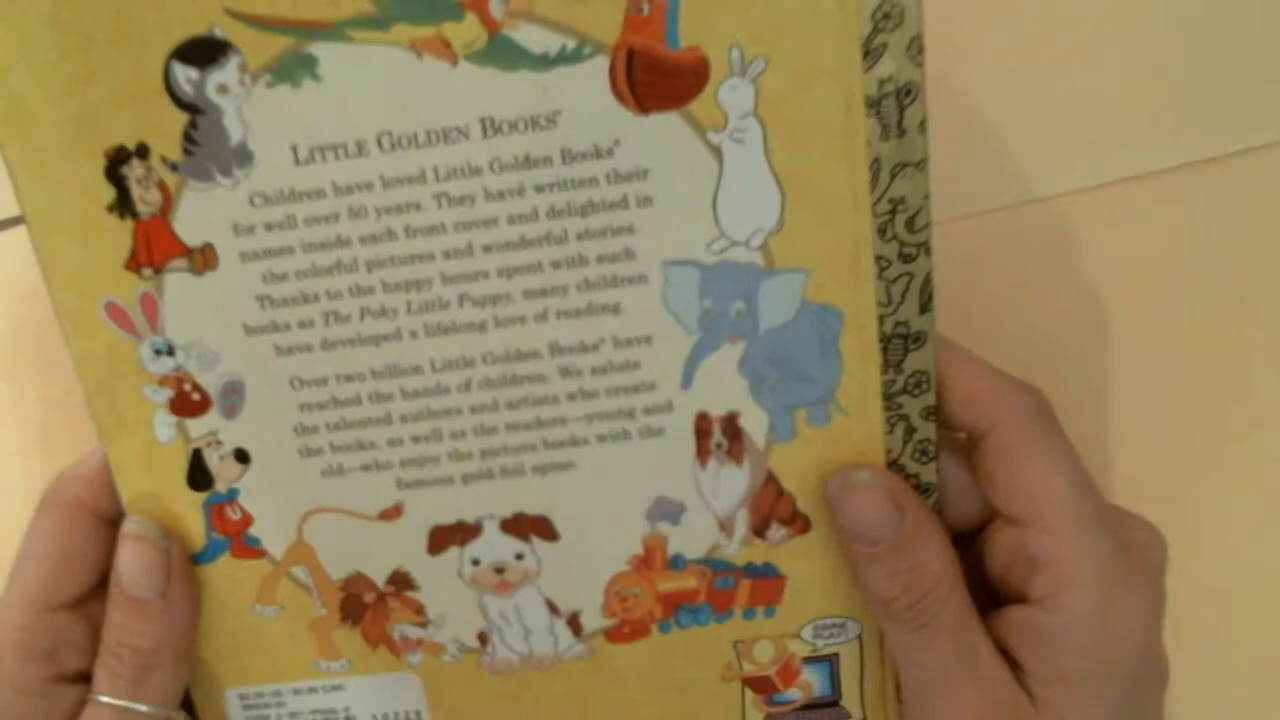 LITTLE GOLDEN BOOKS®
Children have loved Little Golden Books®
for well over 50 years. They have written their
names inside each front cover and delighted in
the colorful pictures and wonderful stories.
Thanks to the happy hours spent with such
books as The Poky Little Puppy, many children
have developed a lifelong love of reading.
Over two billion Little Golden Books® have
reached the hands of children. We salute
the talented authors and artists who create
the books, as well as the readers—young and
old—who enjoy the picture books with the
famous gold-foil spine.
U
COME
PLAY!